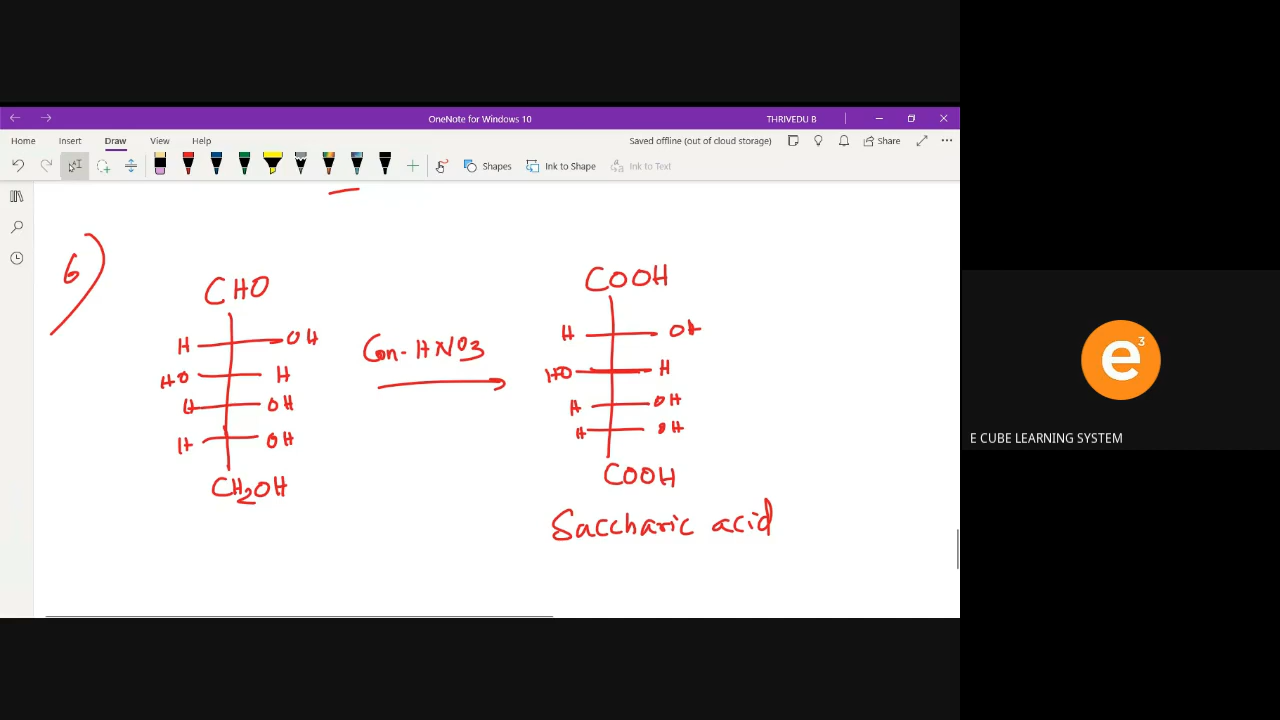 OneNote for Windows 10
THRIVEDU B
Home Insert Draw View Help
Saved offline (out of cloud storage)
Share
Shapes
Ink to Shape
Ink to Text
6)
CHO
H OH
HO H
H OH
H OH
CH2OH
Con- HNO3
COOH
H OH
HO H
H OH
H OH
COOH
Saccharic acid
e3
E CUBE LEARNING SYSTEM